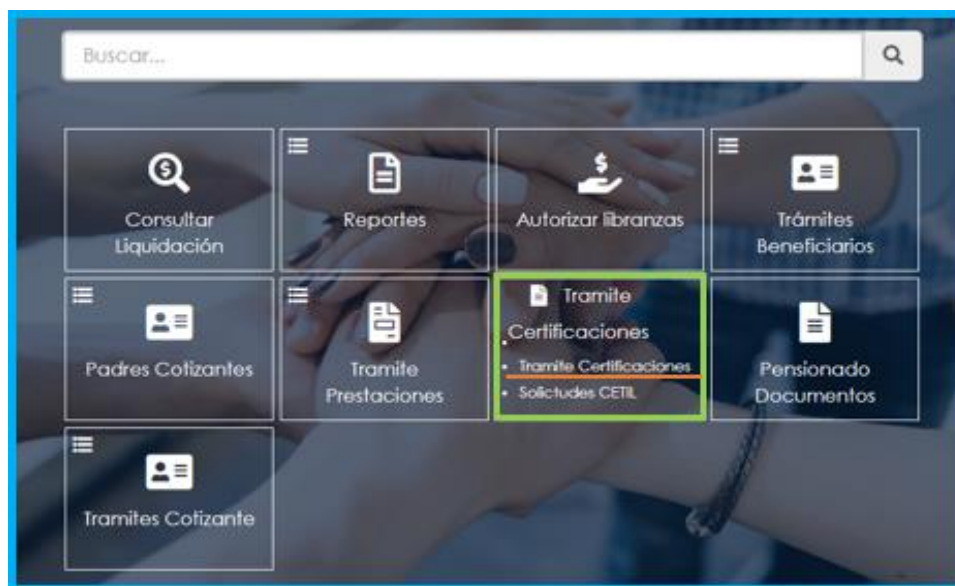 Buscar...
Consultar
Liquidación
Reportes
Autorizar libranzas
Trámites
Beneficiarios
Padres Cotizantes
Tramite
Prestaciones
Tramite
Certificaciones
Tramite Certificaciones
Solicitudes CETIL
Pensionado
Documentos
Tramites Cotizante